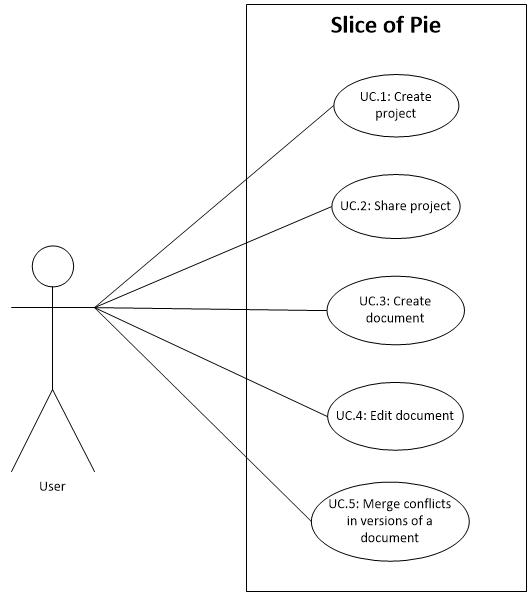 Slice of Pie
UC.1: Create
project
UC.2: Share project
UC.3: Create
document
UC.4: Edit document
UC.5: Merge conflicts
in versions of a
document
User